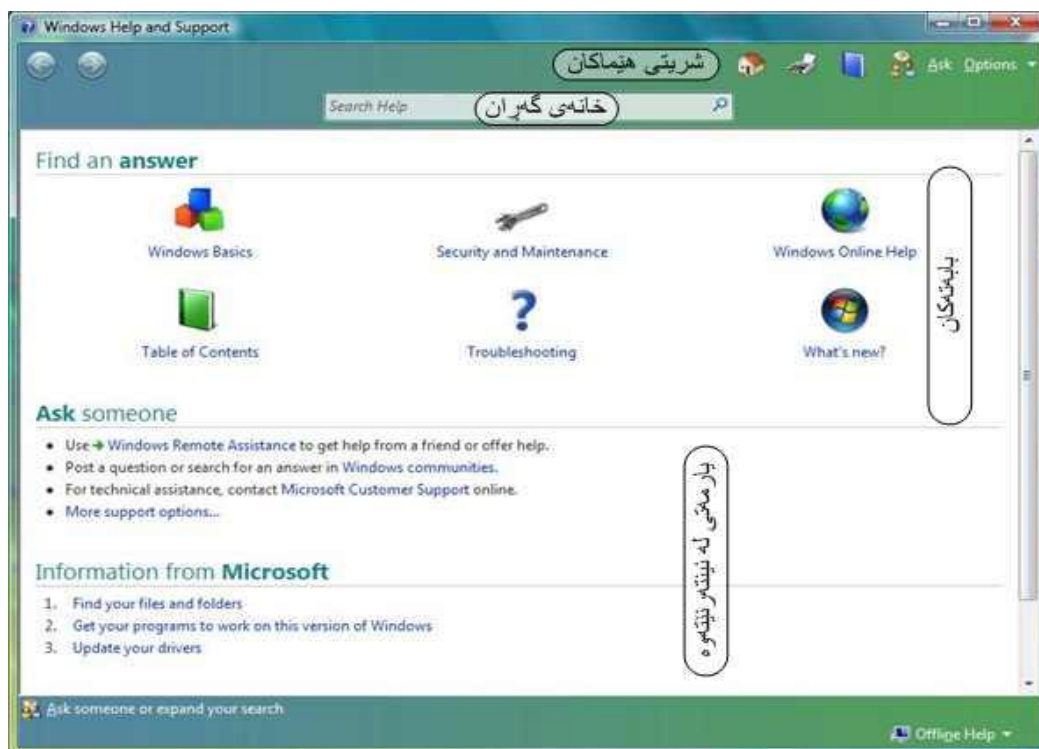 Windows Help and Support
شریتی هێماکان
Ask Options
Search Help خانەی گەڕان
Find an answer
Windows Basics
Security and Maintenance
Windows Online Help
Table of Contents
Troubleshooting
What's new?
بابەتەکان
Ask someone
Use Windows Remote Assistance to get help from a friend or offer help.
Post a question or search for an answer in Windows communities.
For technical assistance, contact Microsoft Customer Support online.
More support options...
یارمەتی لە ئینتەرنێتەوە
Information from Microsoft
1. Find your files and folders
2. Get your programs to work on this version of Windows
3. Update your drivers
Ask someone or expand your search
Offline Help